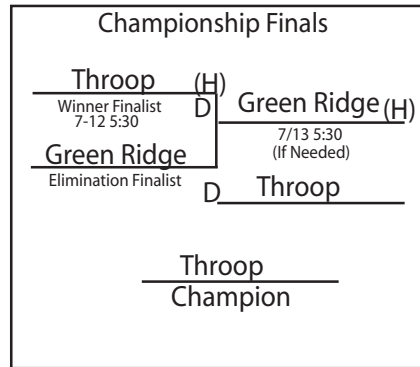 Championship Finals
Throop (H)
Winner Finalist
7-12 5:30
D
Green Ridge (H)
7/13 5:30
(If Needed)
Green Ridge
Elimination Finalist
D Throop
Throop
Champion